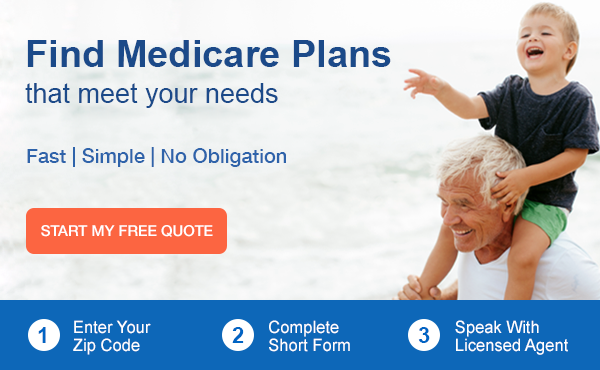 Find Medicare Plans
that meet your needs
Fast | Simple | No Obligation
START MY FREE QUOTE
1 Enter Your
Zip Code
2 Complete
Short Form
3 Speak With
Licensed Agent